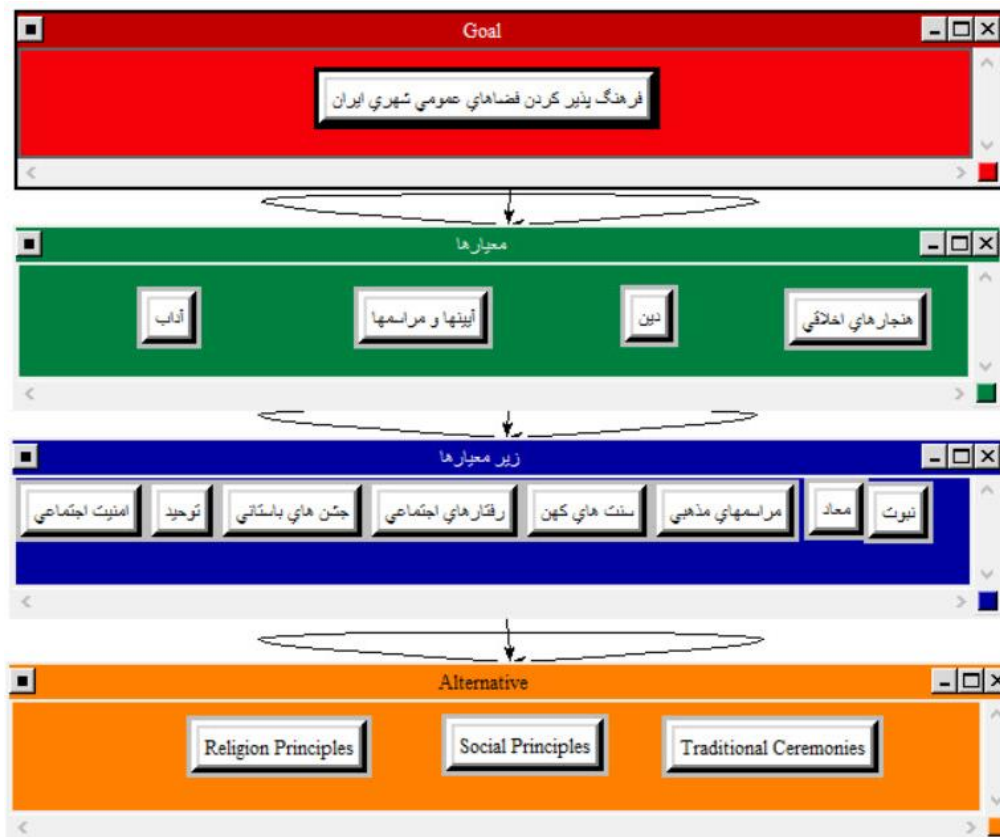 Goal
فرهنگ پذير كردن فضاهاي عمومي شهري ايران
معيارها
هنجارهاي اخلاقي
دين
آيينها و مراسمها
آداب
زير معيارها
نبوت
معاد
مراسمهاي مذهبي
سنت هاي كهن
رفتارهاي اجتماعي
جشن هاي باستاني
توحيد
امنيت اجتماعي
Alternative
Religion Principles
Social Principles
Traditional Ceremonies